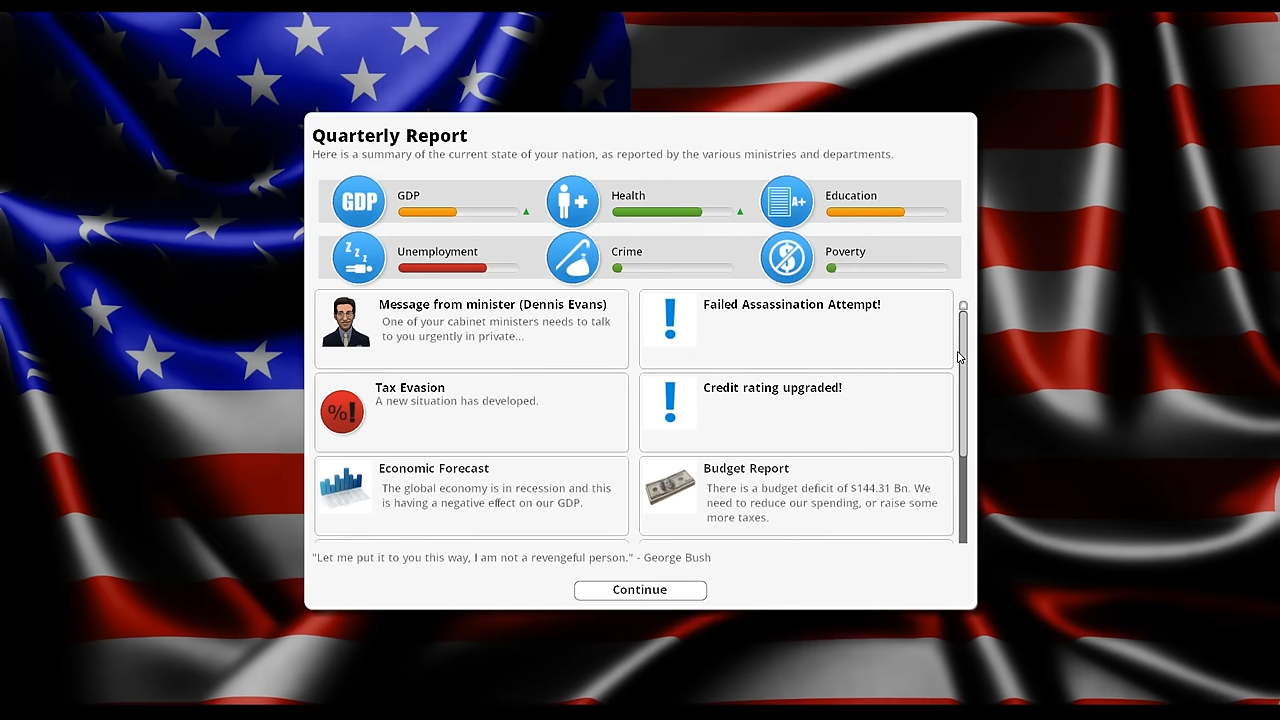 Quarterly Report
Here is a summary of the current state of your nation, as reported by the various ministries and departments.
GDP
GDP
Health
A+
Education
Z Z Z
Unemployment
Crime
$
Poverty
Message from minister (Dennis Evans)
One of your cabinet ministers needs to talk
to you urgently in private...
!
Failed Assassination Attempt!
%!
Tax Evasion
A new situation has developed.
!
Credit rating upgraded!
Economic Forecast
The global economy is in recession and this
is having a negative effect on our GDP.
Budget Report
There is a budget deficit of $144.31 Bn. We
need to reduce our spending, or raise some
more taxes.
"Let me put it to you this way, I am not a revengeful person." - George Bush
Continue